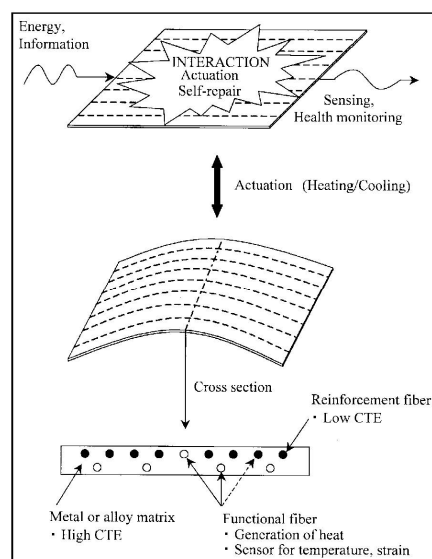 Energy,
Information
INTERACTION
Actuation
Self-repair
Sensing,
Health monitoring
Actuation (Heating/Cooling)
Cross section
Reinforcement fiber
・Low CTE
Metal or alloy matrix
・High CTE
Functional fiber
・Generation of heat
・Sensor for temperature, strain